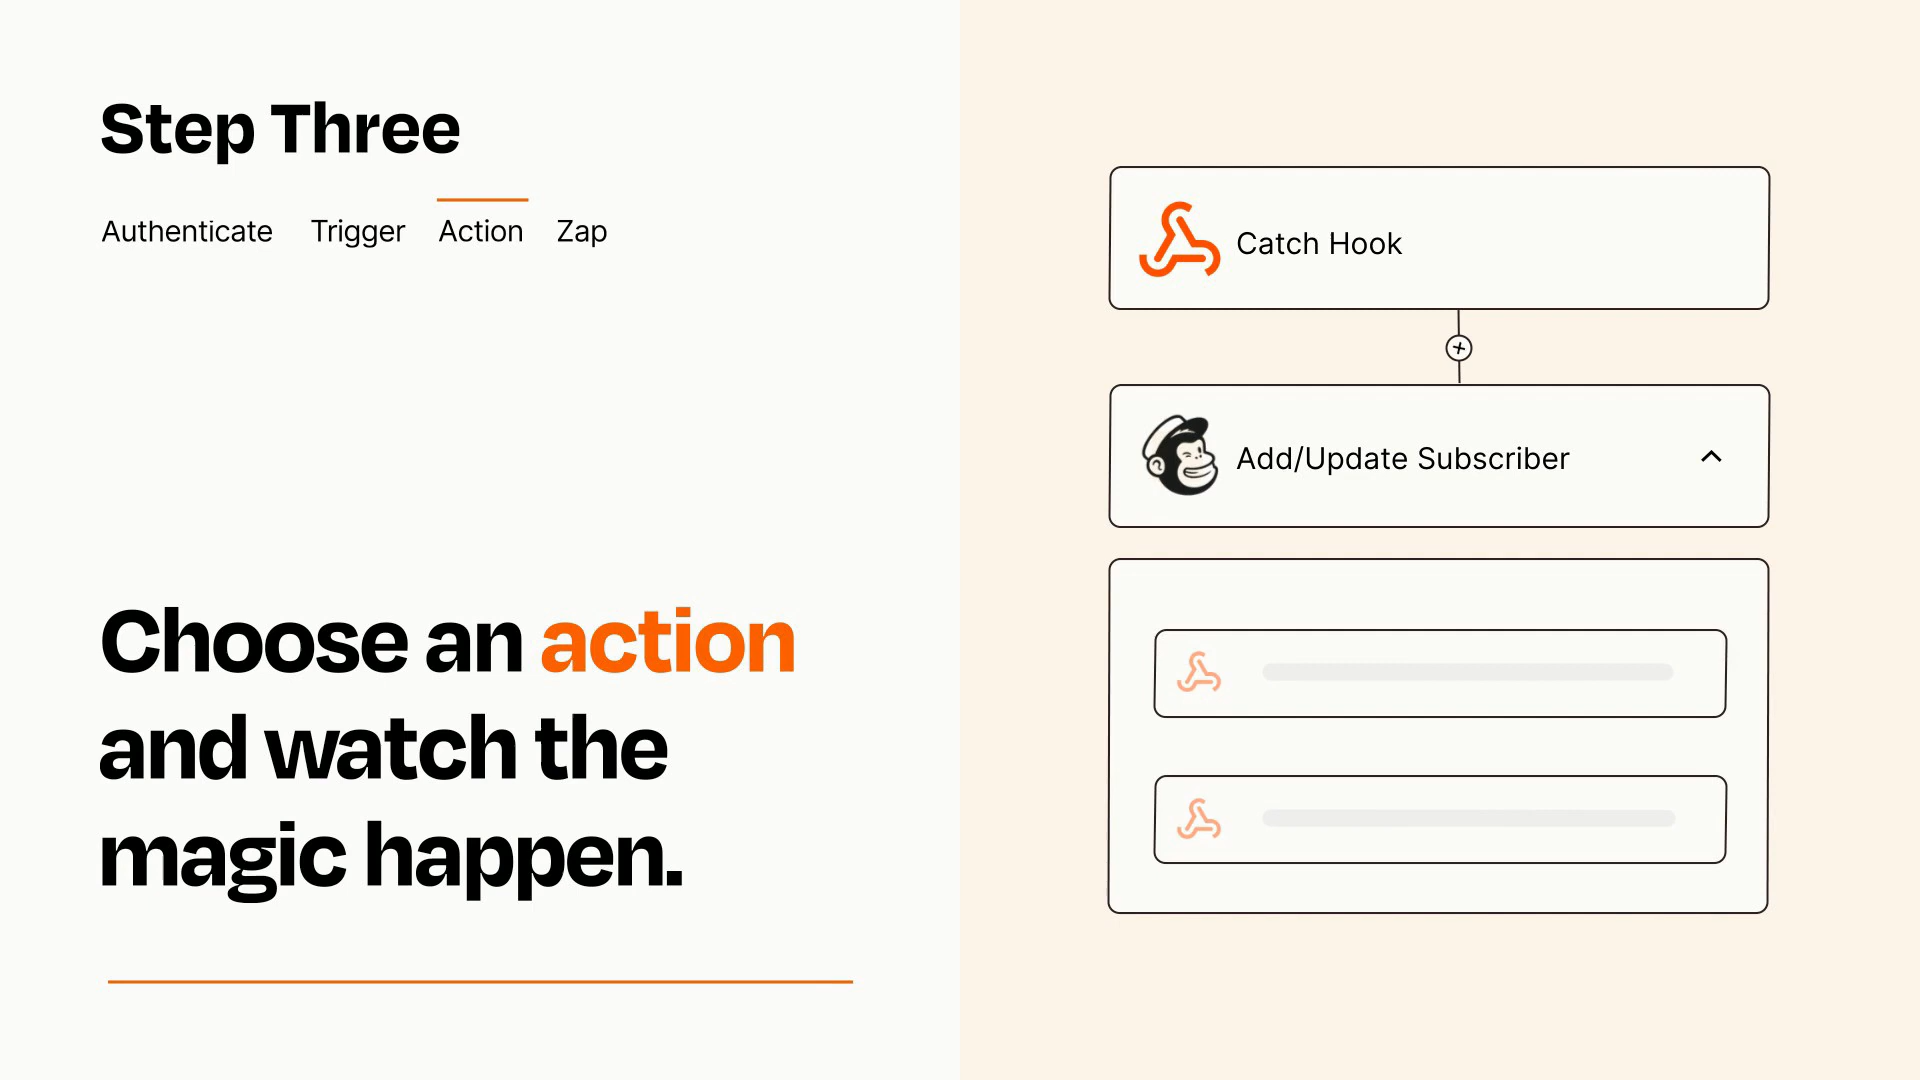 Step Three
Authenticate Trigger Action Zap
Choose an action
and watch the
magic happen.
Catch Hook
Add/Update Subscriber